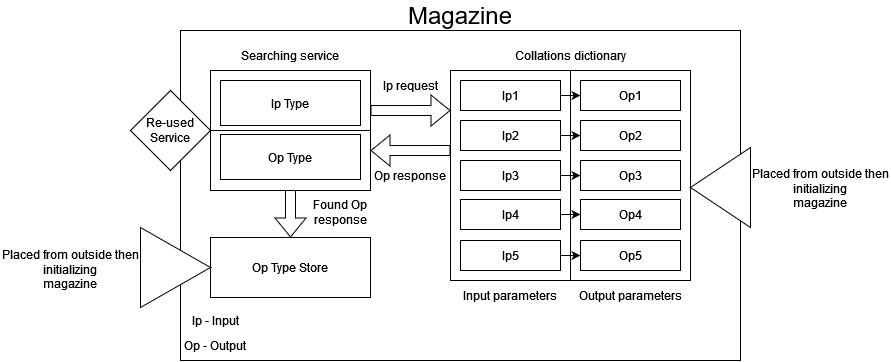 Magazine
Searching service
Collations dictionary
Ip Type
Ip request
Ip1
Op1
Re-used
Service
Ip2
Op2
Op Type
Op response
Ip3
Op3
Placed from outside then
initializing
magazine
Found Op
response
Ip4
Op4
Placed from outside then
initializing
magazine
Op Type Store
Ip5
Op5
Input parameters
Output parameters
Ip - Input
Op - Output